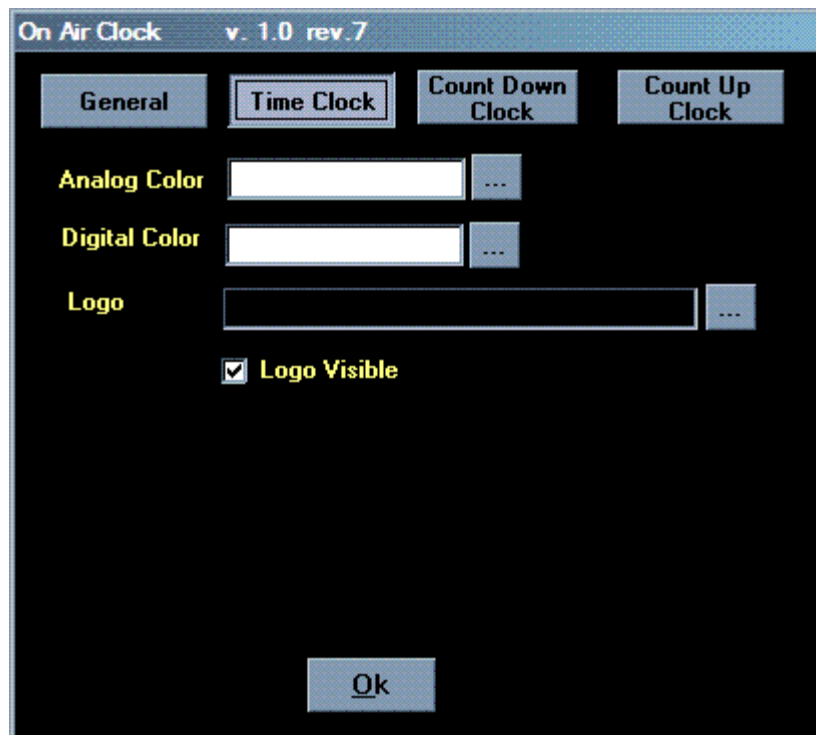 On Air Clock v. 1.0 rev.7
General
Time Clock
Count Down
Clock
Count Up
Clock
Analog Color
...
Digital Color
...
Logo
...
Logo Visible
Ok